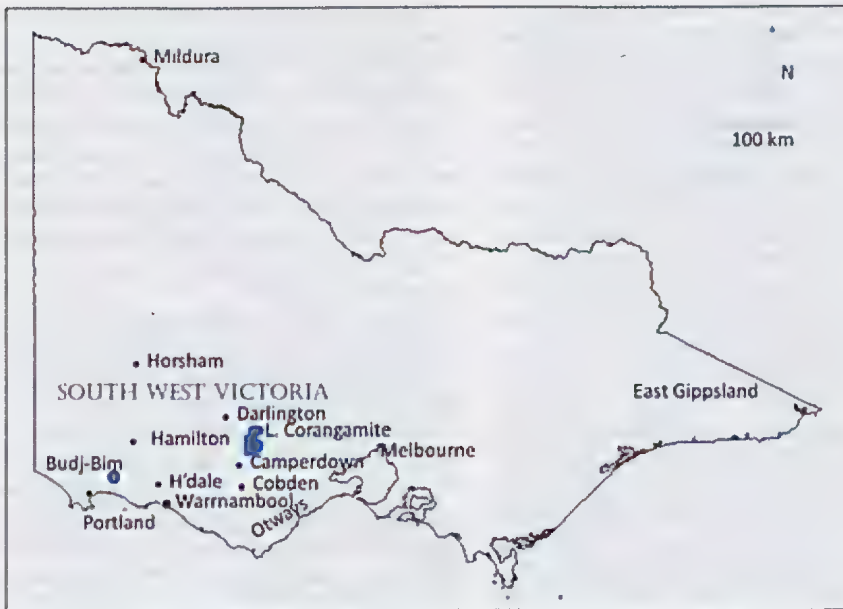 Mildura
N
100 km
Horsham
SOUTH WEST VICTORIA
East Gippsland
Darlington
L. Corangamite
Hamilton
Melbourne
Budj-Bim
Camperdown
H'dale
Cobden
Warrnambool
Portland
Otways